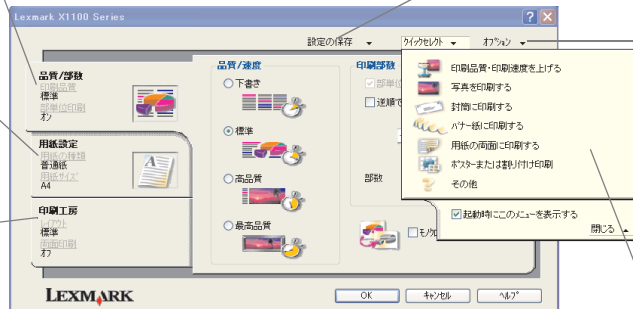 Lexmark X1100 Series
設定の保存
クイックセレクト
オプション
品質/部数
印刷品質
標準
部単位印刷
オン
用紙設定
用紙の種類
普通紙
用紙サイズ
A4
印刷工房
レイアウト
標準
両面印刷
オフ
品質/速度
下書き
標準
高品質
最高品質
印刷部数
部単位
逆順で
部数
モノクロ
印刷品質・印刷速度を上げる
写真を印刷する
封筒に印刷する
バナー紙に印刷する
用紙の両面に印刷する
ポスターまたは割り付け印刷
その他
起動時にこのメニューを表示する
閉じる
LEXMARK
OK
キャンセル
ヘルプ